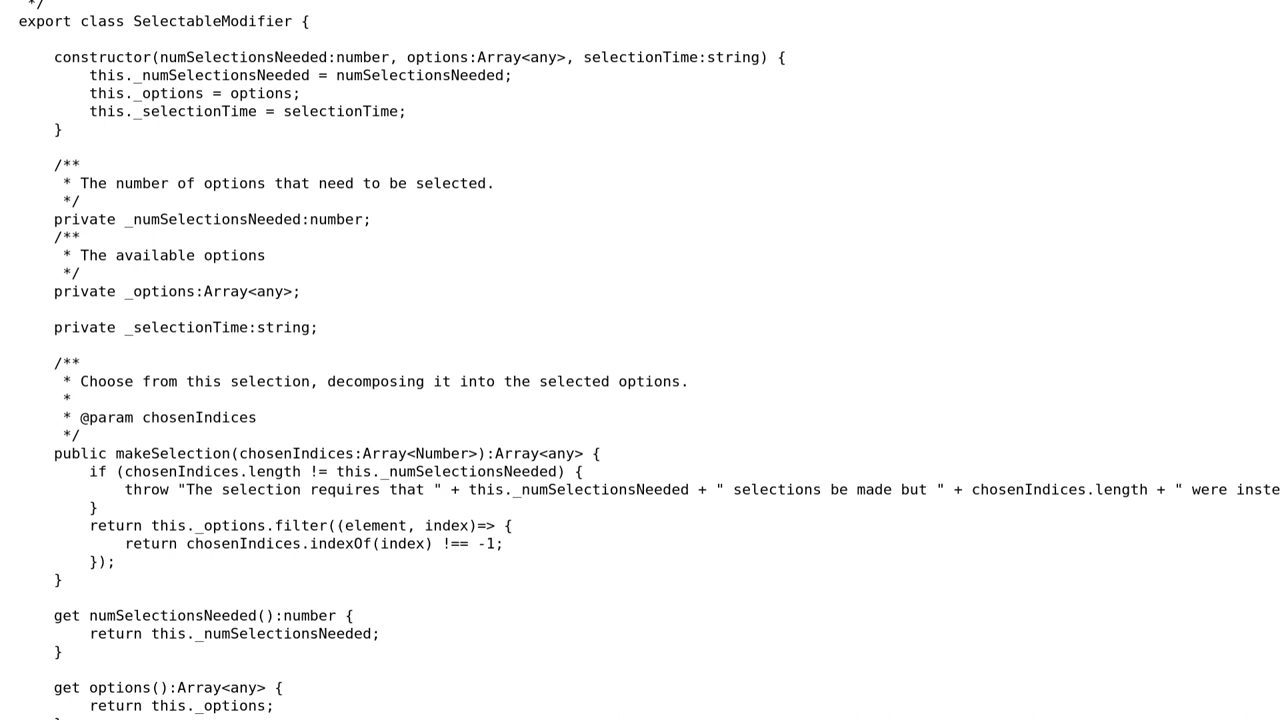 */
export class SelectableModifier {
constructor(numSelectionsNeeded:number, options:Array<any>, selectionTime:string) {
this._numSelectionsNeeded = numSelectionsNeeded;
this._options = options;
this._selectionTime = selectionTime;
}
/**
* The number of options that need to be selected.
*/
private _numSelectionsNeeded:number;
/**
* The available options
*/
private _options:Array<any>;
private _selectionTime:string;
/**
* Choose from this selection, decomposing it into the selected options.
*
* @param chosenIndices
*/
public makeSelection(chosenIndices:Array<Number>):Array<any> {
if (chosenIndices.length != this._numSelectionsNeeded) {
throw "The selection requires that " + this._numSelectionsNeeded + " selections be made but " + chosenIndices.length + " were inste
}
return this._options.filter((element, index)=> {
return chosenIndices.indexOf(index) !== -1;
});
}
get numSelectionsNeeded():number {
return this._numSelectionsNeeded;
}
get options():Array<any> {
return this._options;